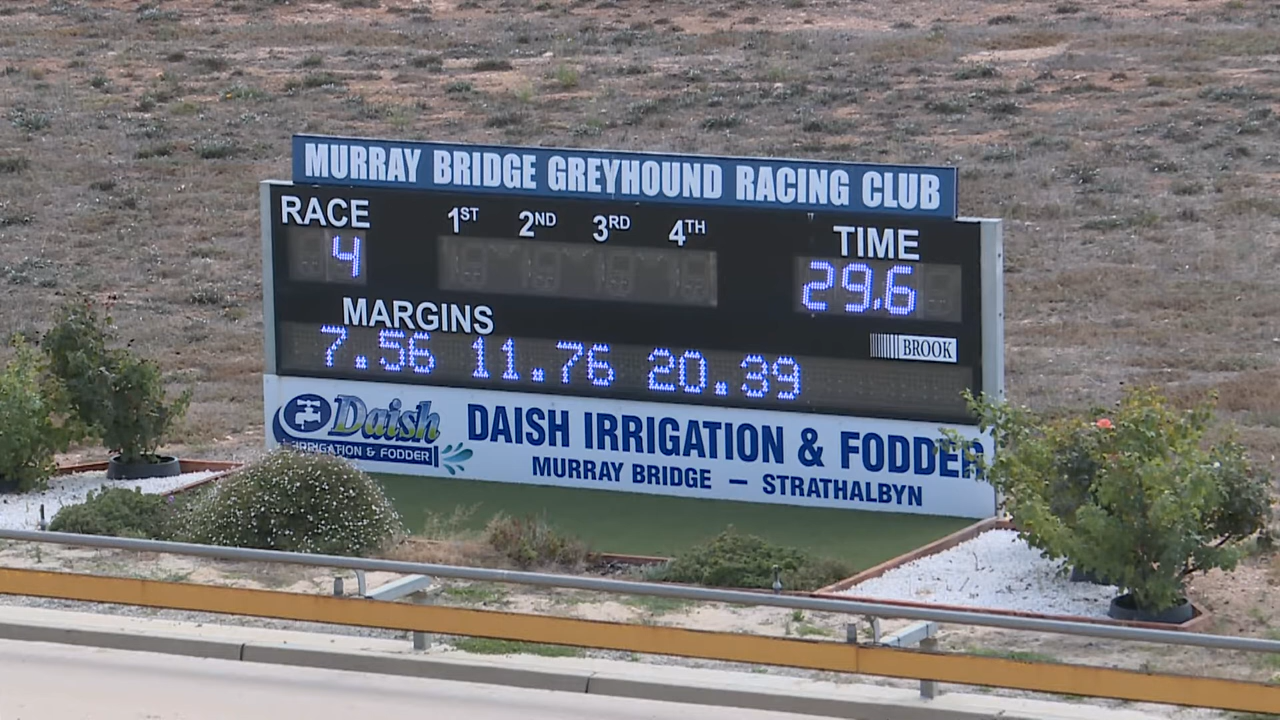 MURRAY BRIDGE GREYHOUND RACING CLUB
RACE 1ST 2ND 3RD 4TH TIME
4 29.6
MARGINS
7.56 11.76 20.39
BROOK
Daish
IRRIGATION & FODDER
DAISH IRRIGATION & FODDER
MURRAY BRIDGE – STRATHALBYN